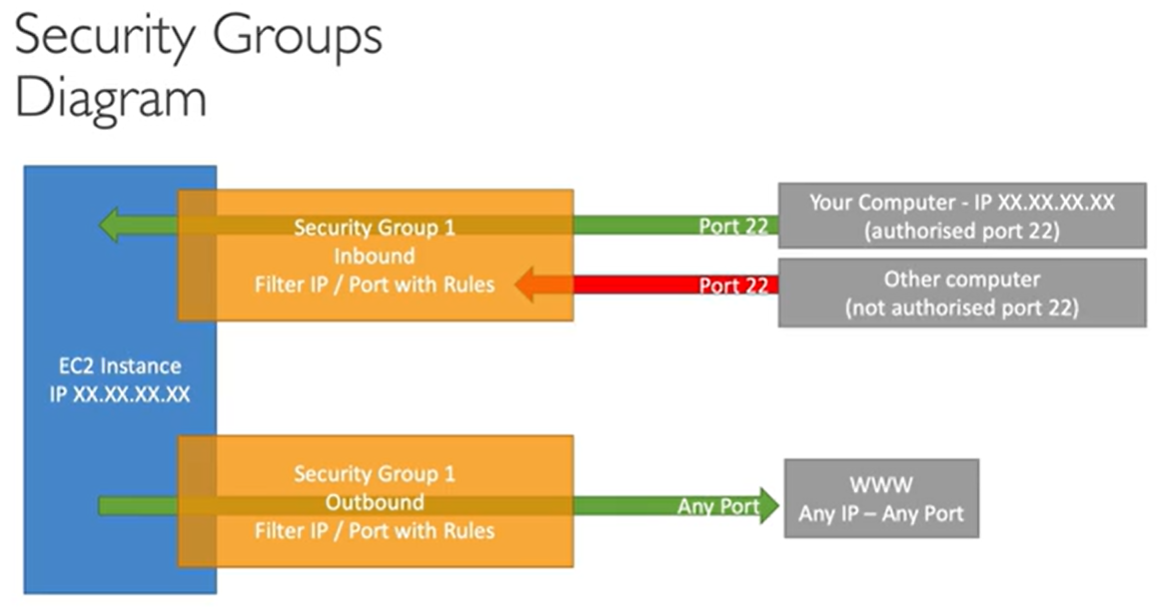 Security Groups
Diagram
Security Group 1
Inbound
Filter IP / Port with Rules
Port 22
Your Computer - IP XX.XX.XX.XX
(authorised port 22)
Port 22
Other computer
(not authorised port 22)
EC2 Instance
IP XX.XX.XX.XX
Security Group 1
Outbound
Filter IP / Port with Rules
Any Port
WWW
Any IP – Any Port